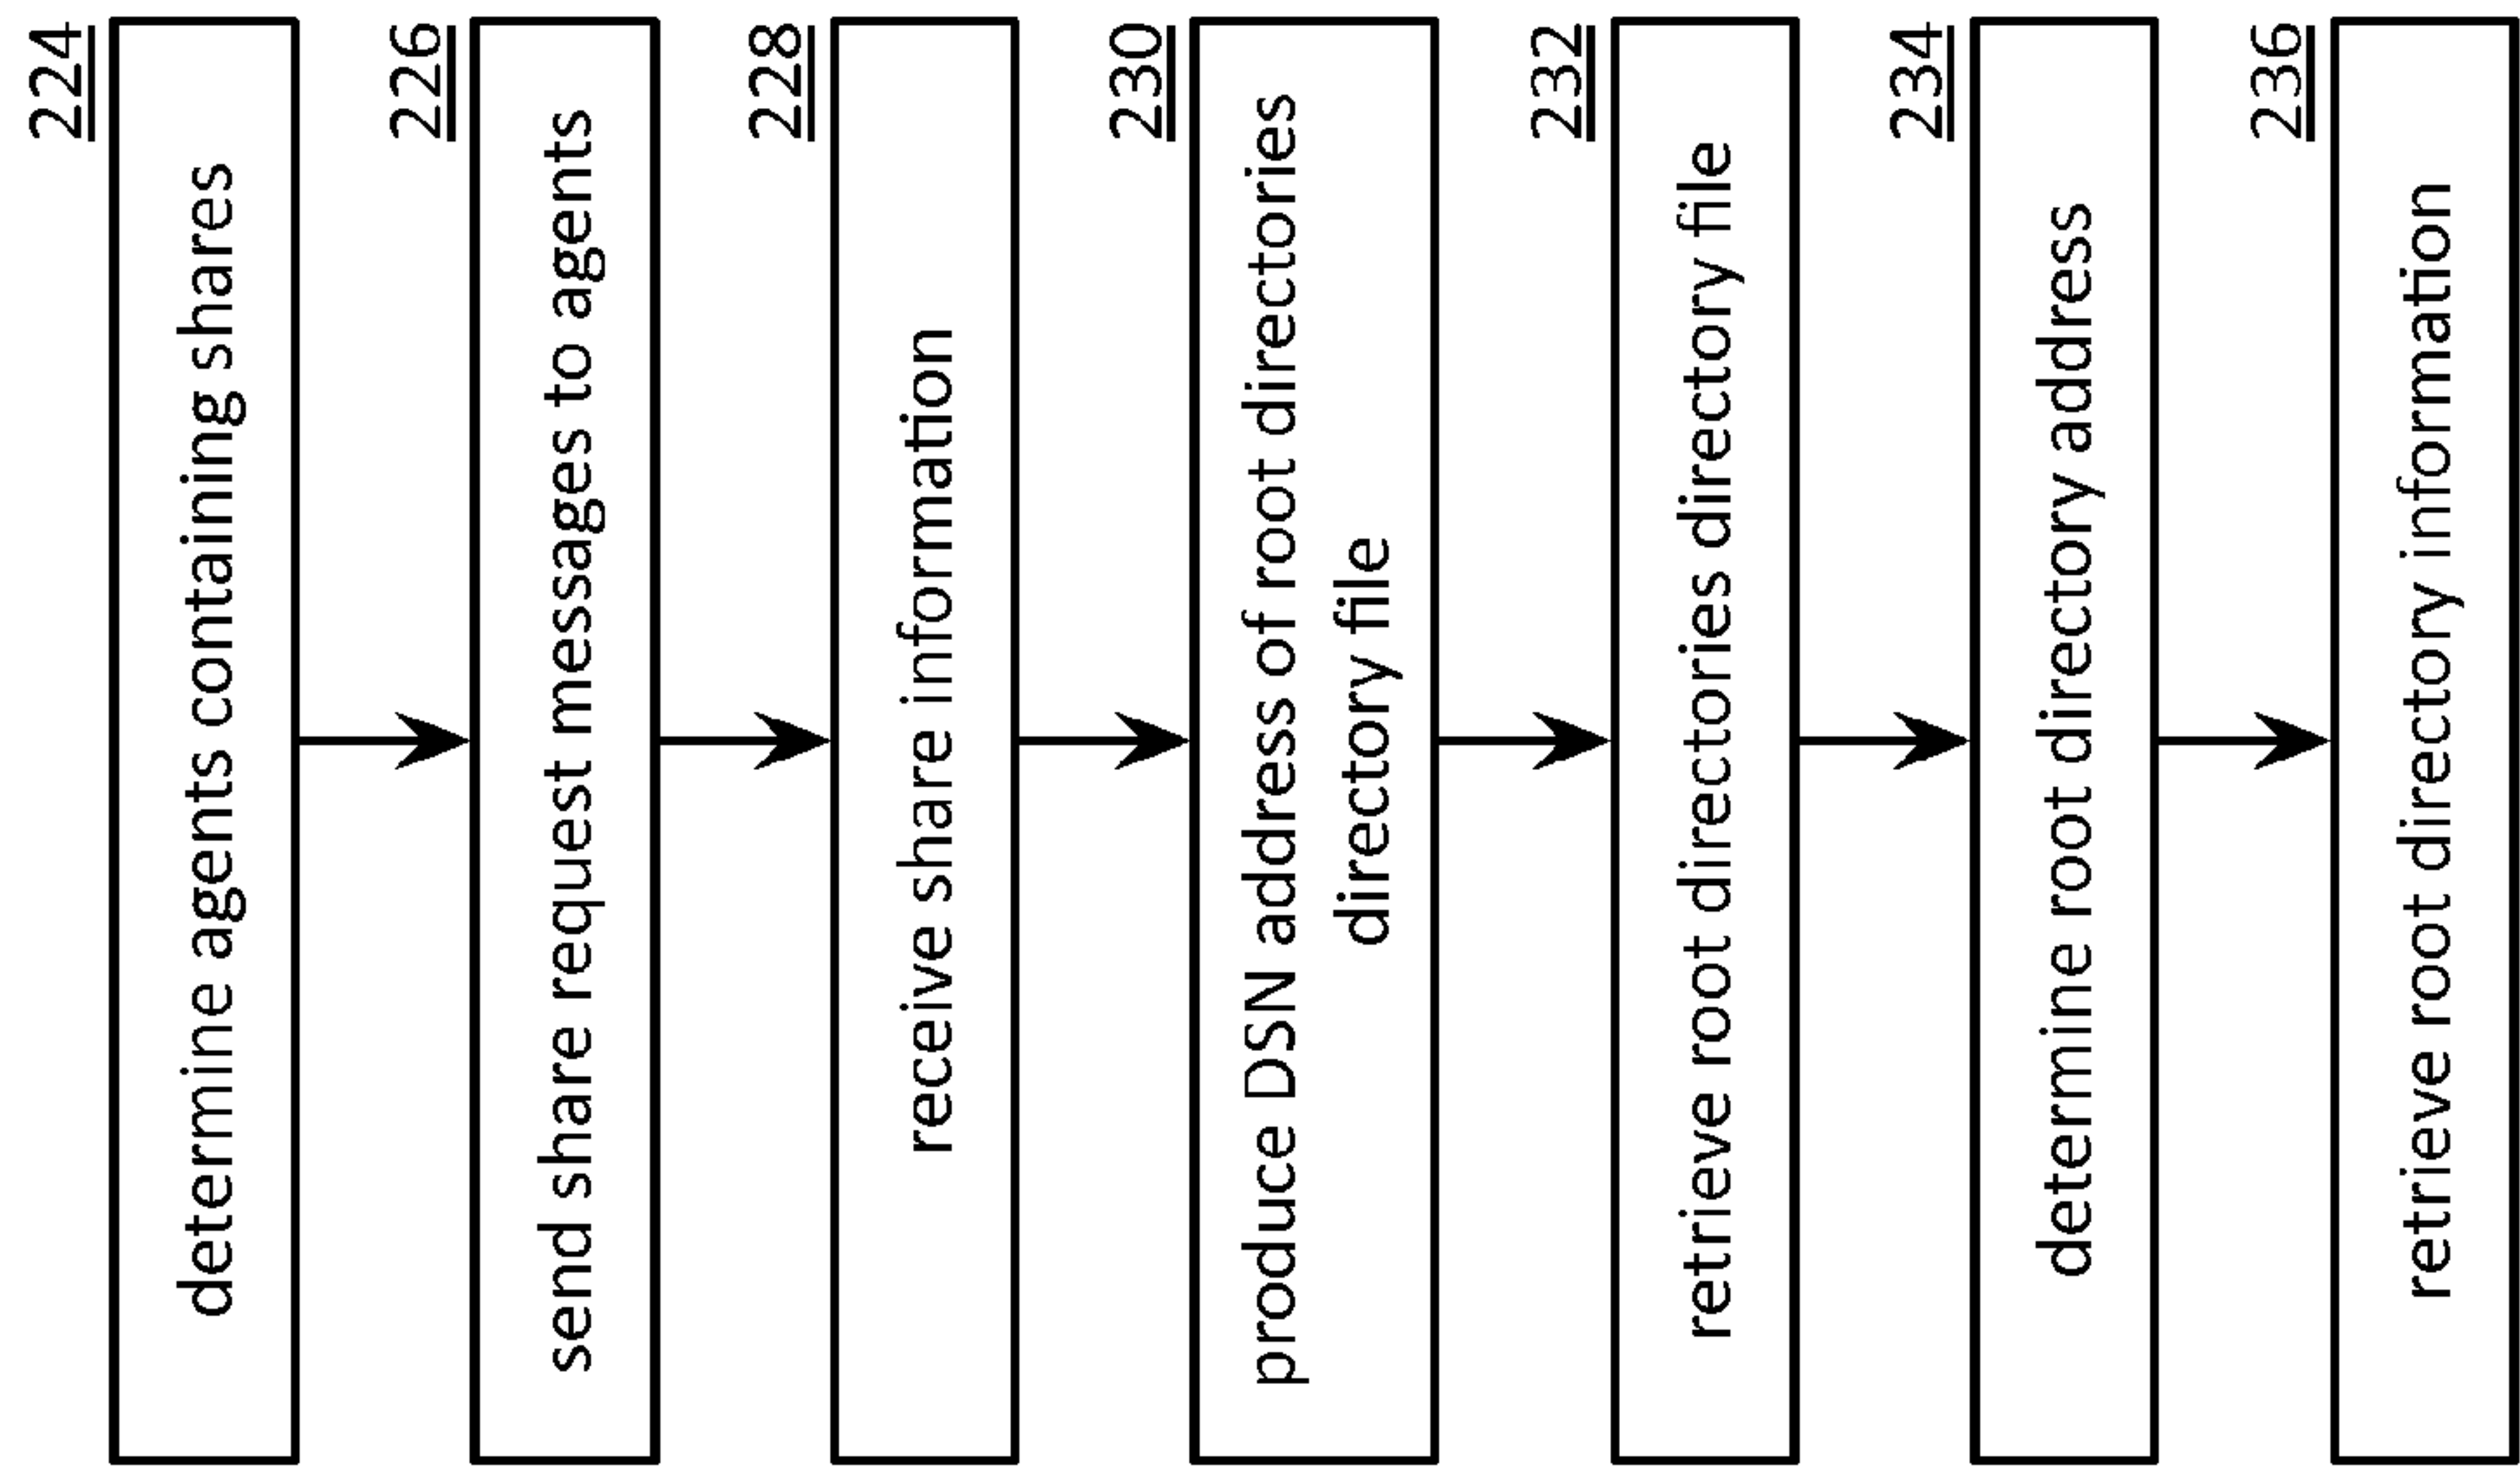 224
determine agents containing shares
226
send share request messages to agents
228
receive share information
230
produce DSN address of root directories
directory file
232
retrieve root directories directory file
234
determine root directory address
236
retrieve root directory information